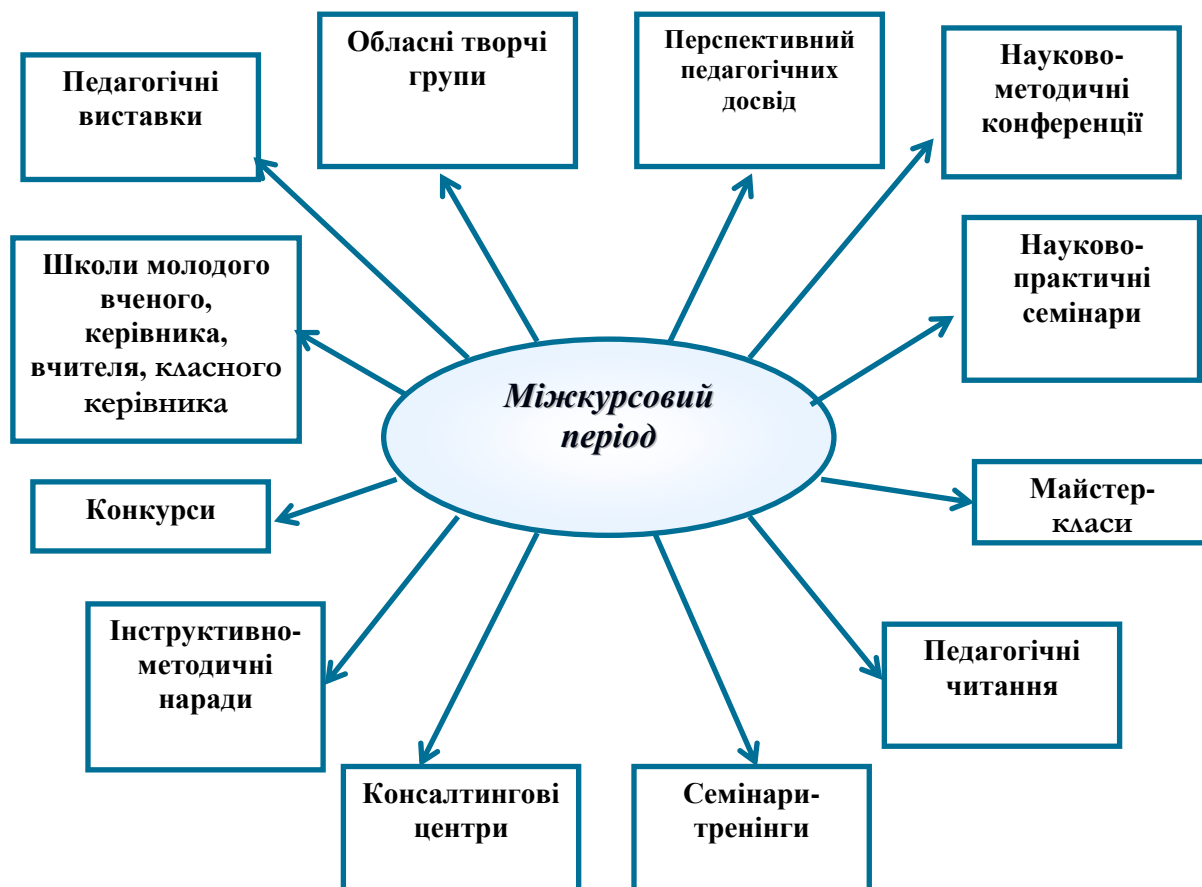 Педагогічні
виставки
Обласні творчі
групи
Перспективний
педагогічних
досвід
Науково-
методичні
конференції
Школи молодого
вченого,
керівника,
вчителя, класного
керівника
Науково-
практичні
семінари
Міжкурсовий
період
Конкурси
Майстер-
класи
Інструктивно-
методичні
наради
Педагогічні
читання
Консалтингові
центри
Семінари-
тренінги